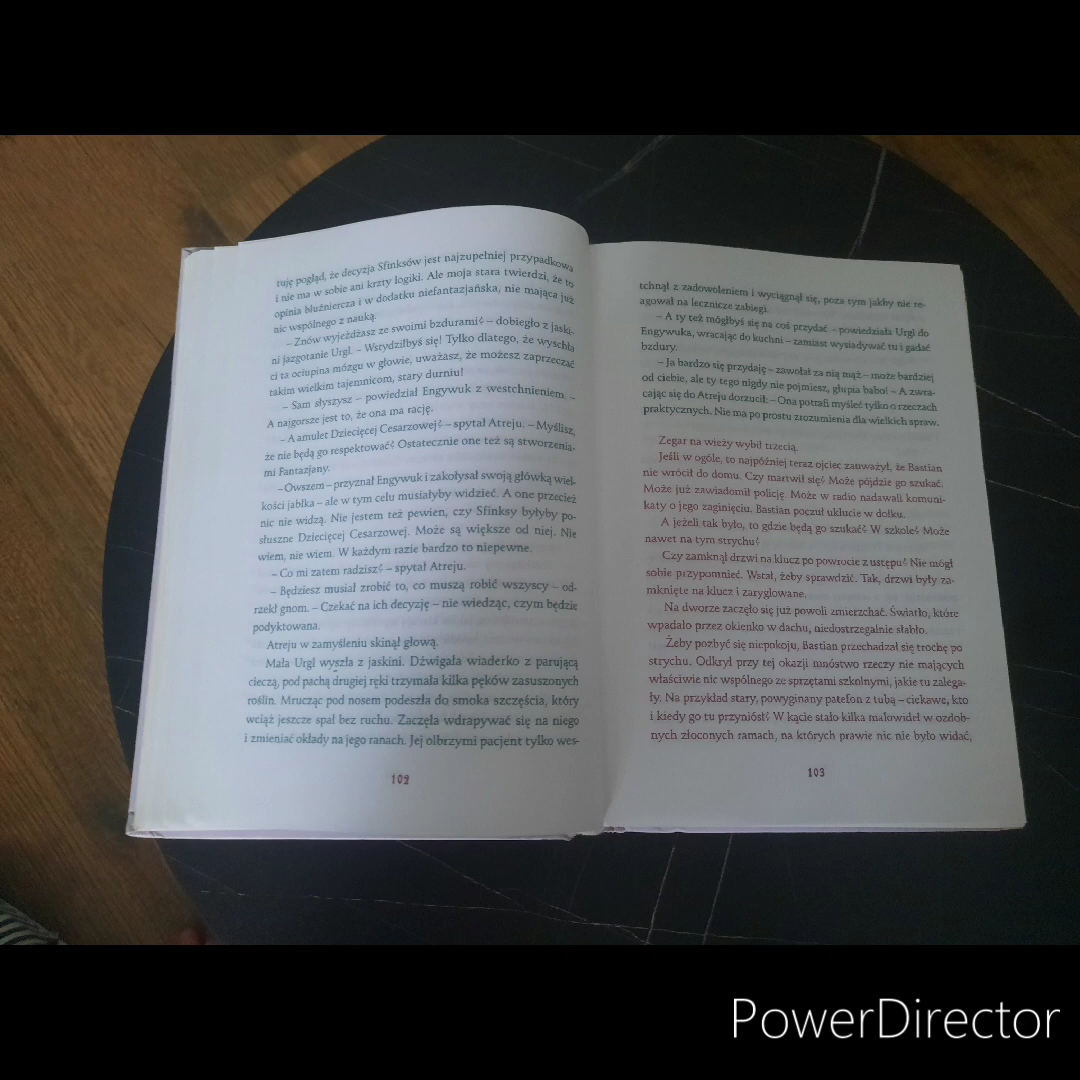 tuję pogląd, że decyzja Sfinksów jest najzupełniej przypadkowa
i nie ma w sobie ani krzty logiki. Ale moja stara twierdzi, że to
opinia bluźniercza i w dodatku niefantazjańska, nie mająca już
nic wspólnego z nauką.
– Znów wyjeżdżasz ze swoimi bzdurami? – dobiegło z jaski-
ni jazgotanie Urgl. – Wstydziłbyś się! Tylko dlatego, że wyschła
ci ta ociupina mózgu w głowie, uważasz, że możesz zaprzeczać
takim wielkim tajemnicom, stary durniu!
– Sam słyszysz – powiedział Engywuk z westchnieniem. –
A najgorsze jest to, że ona ma rację.
– A amulet Dziecięcej Cesarzowej? – spytał Atreju. – Myślisz,
że nie będą go respektować? Ostatecznie one też są stworzenia-
mi Fantazjany.
– Owszem – przyznał Engywuk i zakołysał swoją główką wiel-
kości jabłka – ale w tym celu musiałyby widzieć. A one przecież
nic nie widzą. Nie jestem też pewien, czy Sfinksy byłyby po-
słuszne Dziecięcej Cesarzowej. Może są większe od niej. Nie
wiem, nie wiem. W każdym razie bardzo to niepewne.
– Co mi zatem radzisz? – spytał Atreju.
– Będziesz musiał zrobić to, co muszą robić wszyscy – od-
rzekł gnom. – Czekać na ich decyzję – nie wiedząc, czym będzie
podyktowana.
Atreju w zamyśleniu skinął głową.
Mała Urgl wyszła z jaskini. Dźwigała wiaderko z parującą
cieczą, pod pachą drugiej ręki trzymała kilka pęków zasuszonych
roślin. Mrucząc pod nosem podeszła do smoka szczęścia, który
wciąż jeszcze spał bez ruchu. Zaczęła wdrapywać się na niego
i zmieniać okłady na jego ranach. Jej olbrzymi pacjent tylko wes-
102
tchnął z zadowoleniem i wyciągnął się, poza tym jakby nie re-
agował na lecznicze zabiegi.
– A ty też mógłbyś się na coś przydać – powiedziała Urgl do
Engywuka, wracając do kuchni – zamiast wysiadywać tu i gadać
bzdury.
– Ja bardzo się przydaję – zawołał za nią mąż – może bardziej
od ciebie, ale ty tego nigdy nie pojmiesz, głupia babo! – A zwra-
cając się do Atreju dorzucił: – Ona potrafi myśleć tylko o rzeczach
praktycznych. Nie ma po prostu zrozumienia dla wielkich spraw.
Zegar na wieży wybił trzecią.
Jeśli w ogóle, to najpóźniej teraz ojciec zauważył, że Bastian
nie wrócił do domu. Czy martwił się? Może pójdzie go szukać.
Może już zawiadomił policję. Może w radio nadawali komuni-
katy o jego zaginięciu. Bastian poczuł ukłucie w dołku.
A jeżeli tak było, to gdzie będą go szukać? W szkole? Może
nawet na tym strychu?
Czy zamknął drzwi na klucz po powrocie z ustępu? Nie mógł
sobie przypomnieć. Wstał, żeby sprawdzić. Tak, drzwi były za-
mknięte na klucz i zaryglowane.
Na dworze zaczęło się już powoli zmierzchać. Światło, które
wpadało przez okienko w dachu, niedostrzegalnie słabło.
Żeby pozbyć się niepokoju, Bastian przechadzał się trochę po
strychu. Odkrył przy tej okazji mnóstwo rzeczy nie mających
właściwie nic wspólnego ze sprzętami szkolnymi, jakie tu zalega-
ły. Na przykład stary, powyginany patefon z tubą – ciekawe, kto
i kiedy go tu przyniósł? W kącie stało kilka malowideł w ozdob-
nych złoconych ramach, na których prawie nic nie było widać,
103
PowerDirector